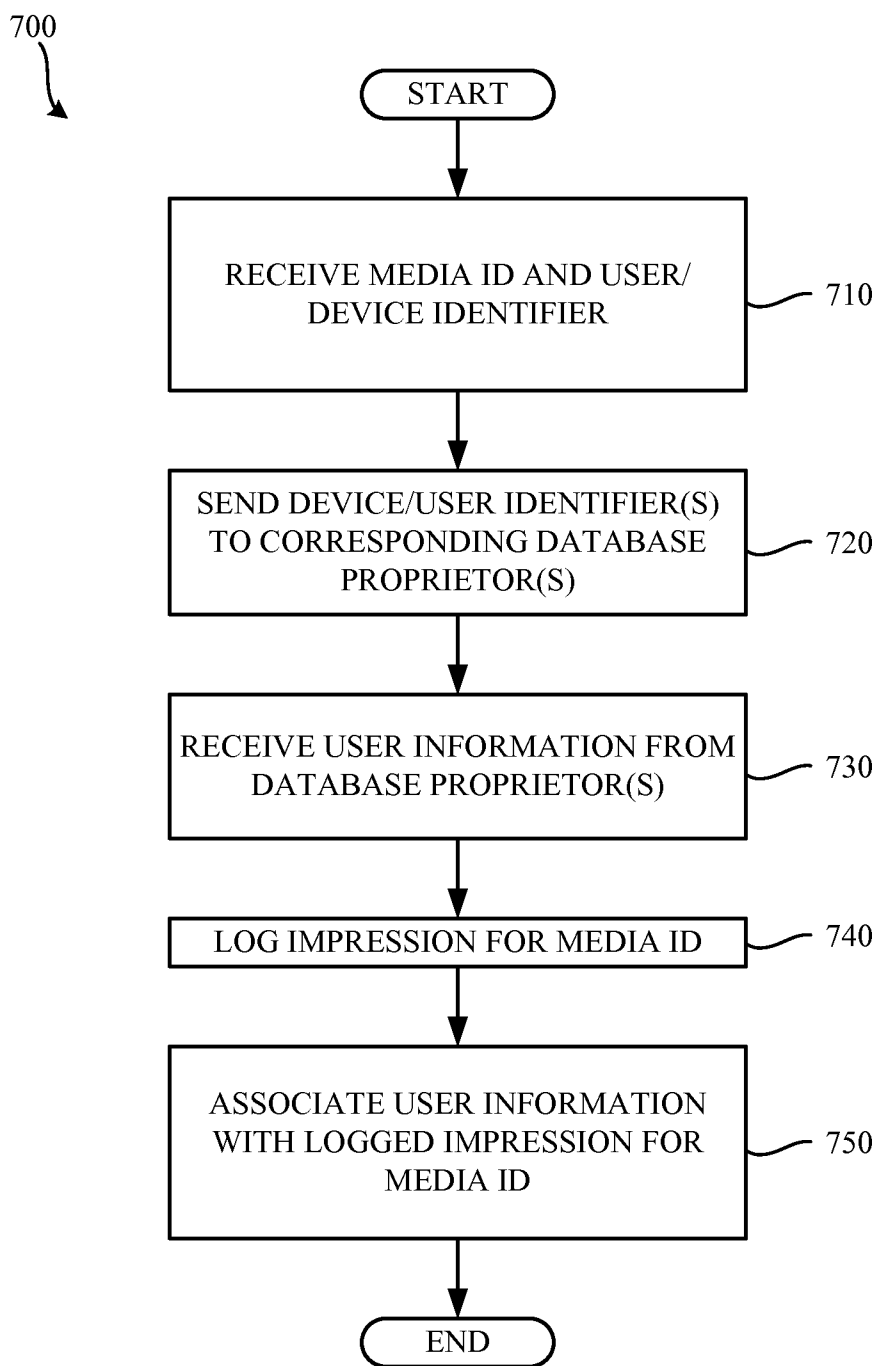 700
START
RECEIVE MEDIA ID AND USER/
DEVICE IDENTIFIER
710
SEND DEVICE/USER IDENTIFIER(S)
TO CORRESPONDING DATABASE
PROPRIETOR(S)
720
RECEIVE USER INFORMATION FROM
DATABASE PROPRIETOR(S)
730
LOG IMPRESSION FOR MEDIA ID
740
ASSOCIATE USER INFORMATION
WITH LOGGED IMPRESSION FOR
MEDIA ID
750
END